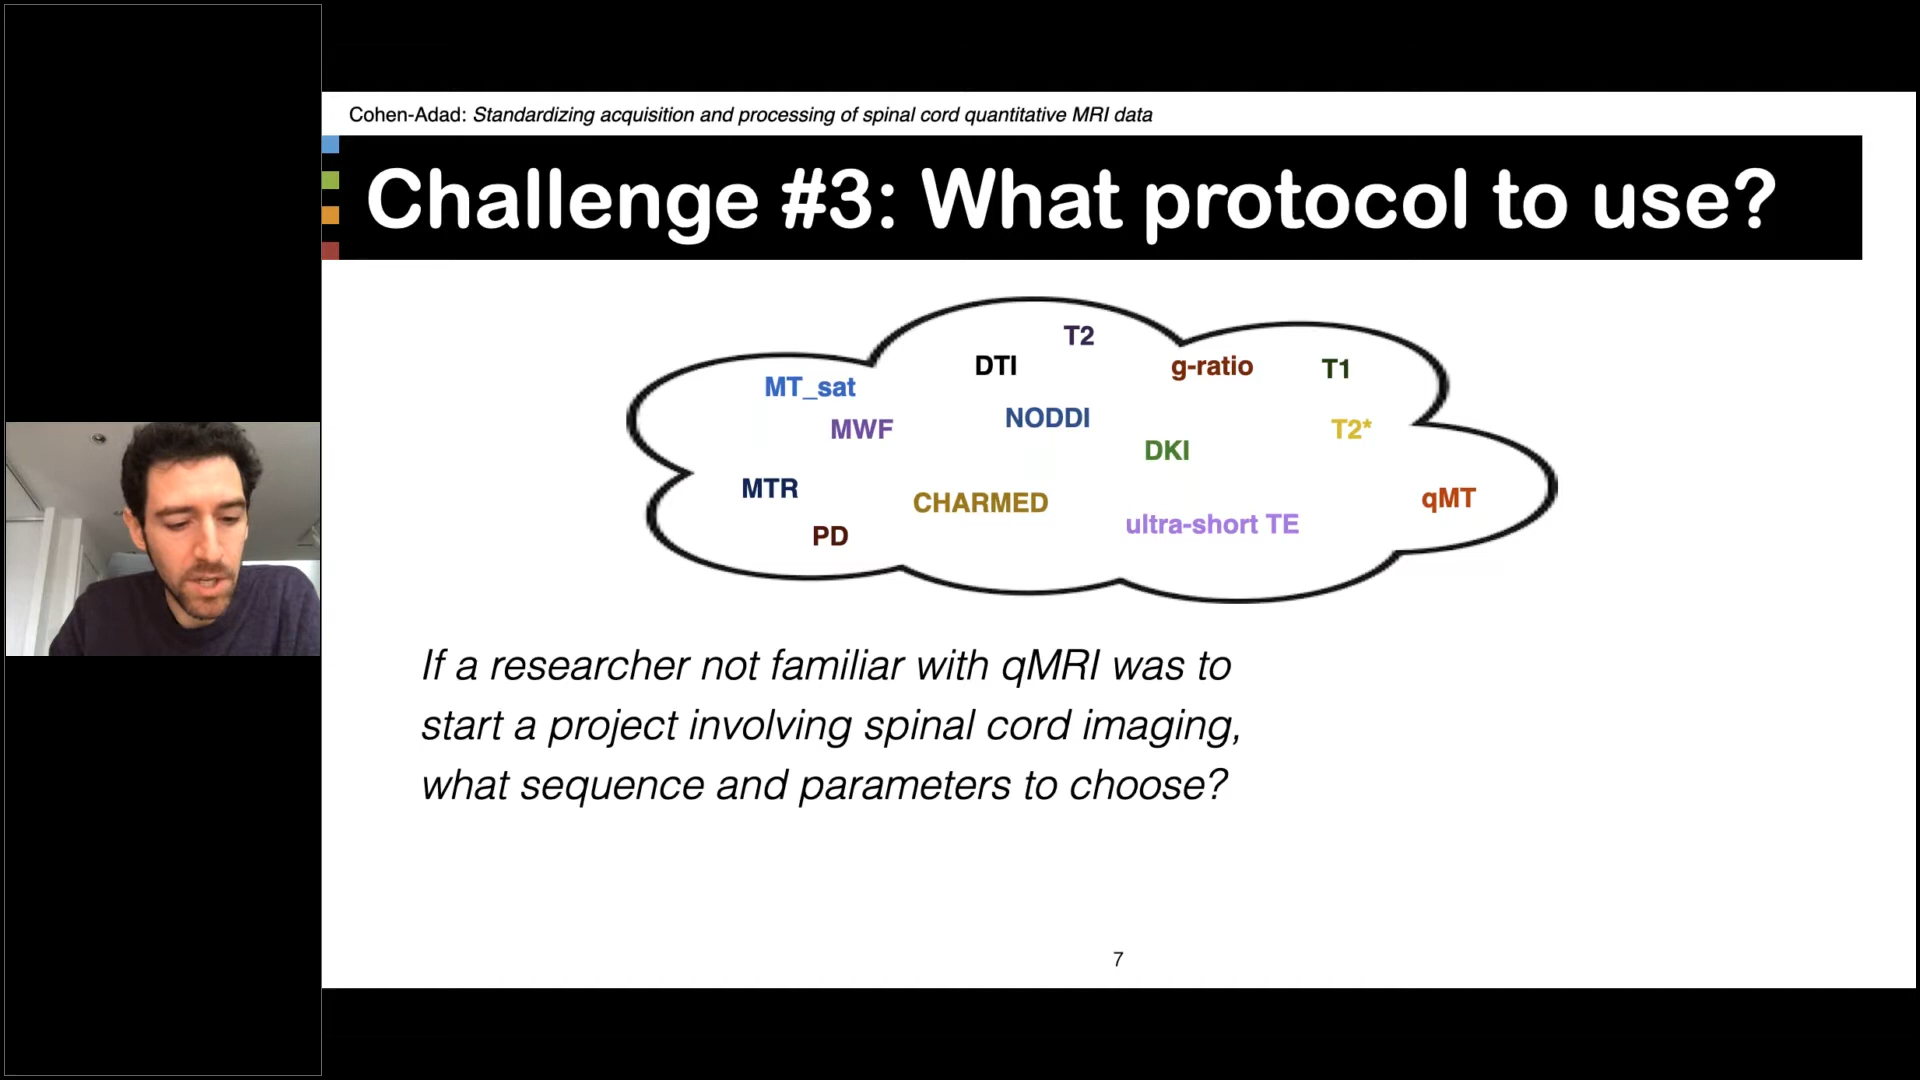 Cohen-Adad: Standardizing acquisition and processing of spinal cord quantitative MRI data
Challenge #3: What protocol to use?
T2
DTI
g-ratio
T1
MT_sat
NODDI
MWF
T2*
DKI
MTR
CHARMED
qMT
ultra-short TE
PD
If a researcher not familiar with qMRI was to
start a project involving spinal cord imaging,
what sequence and parameters to choose?
7